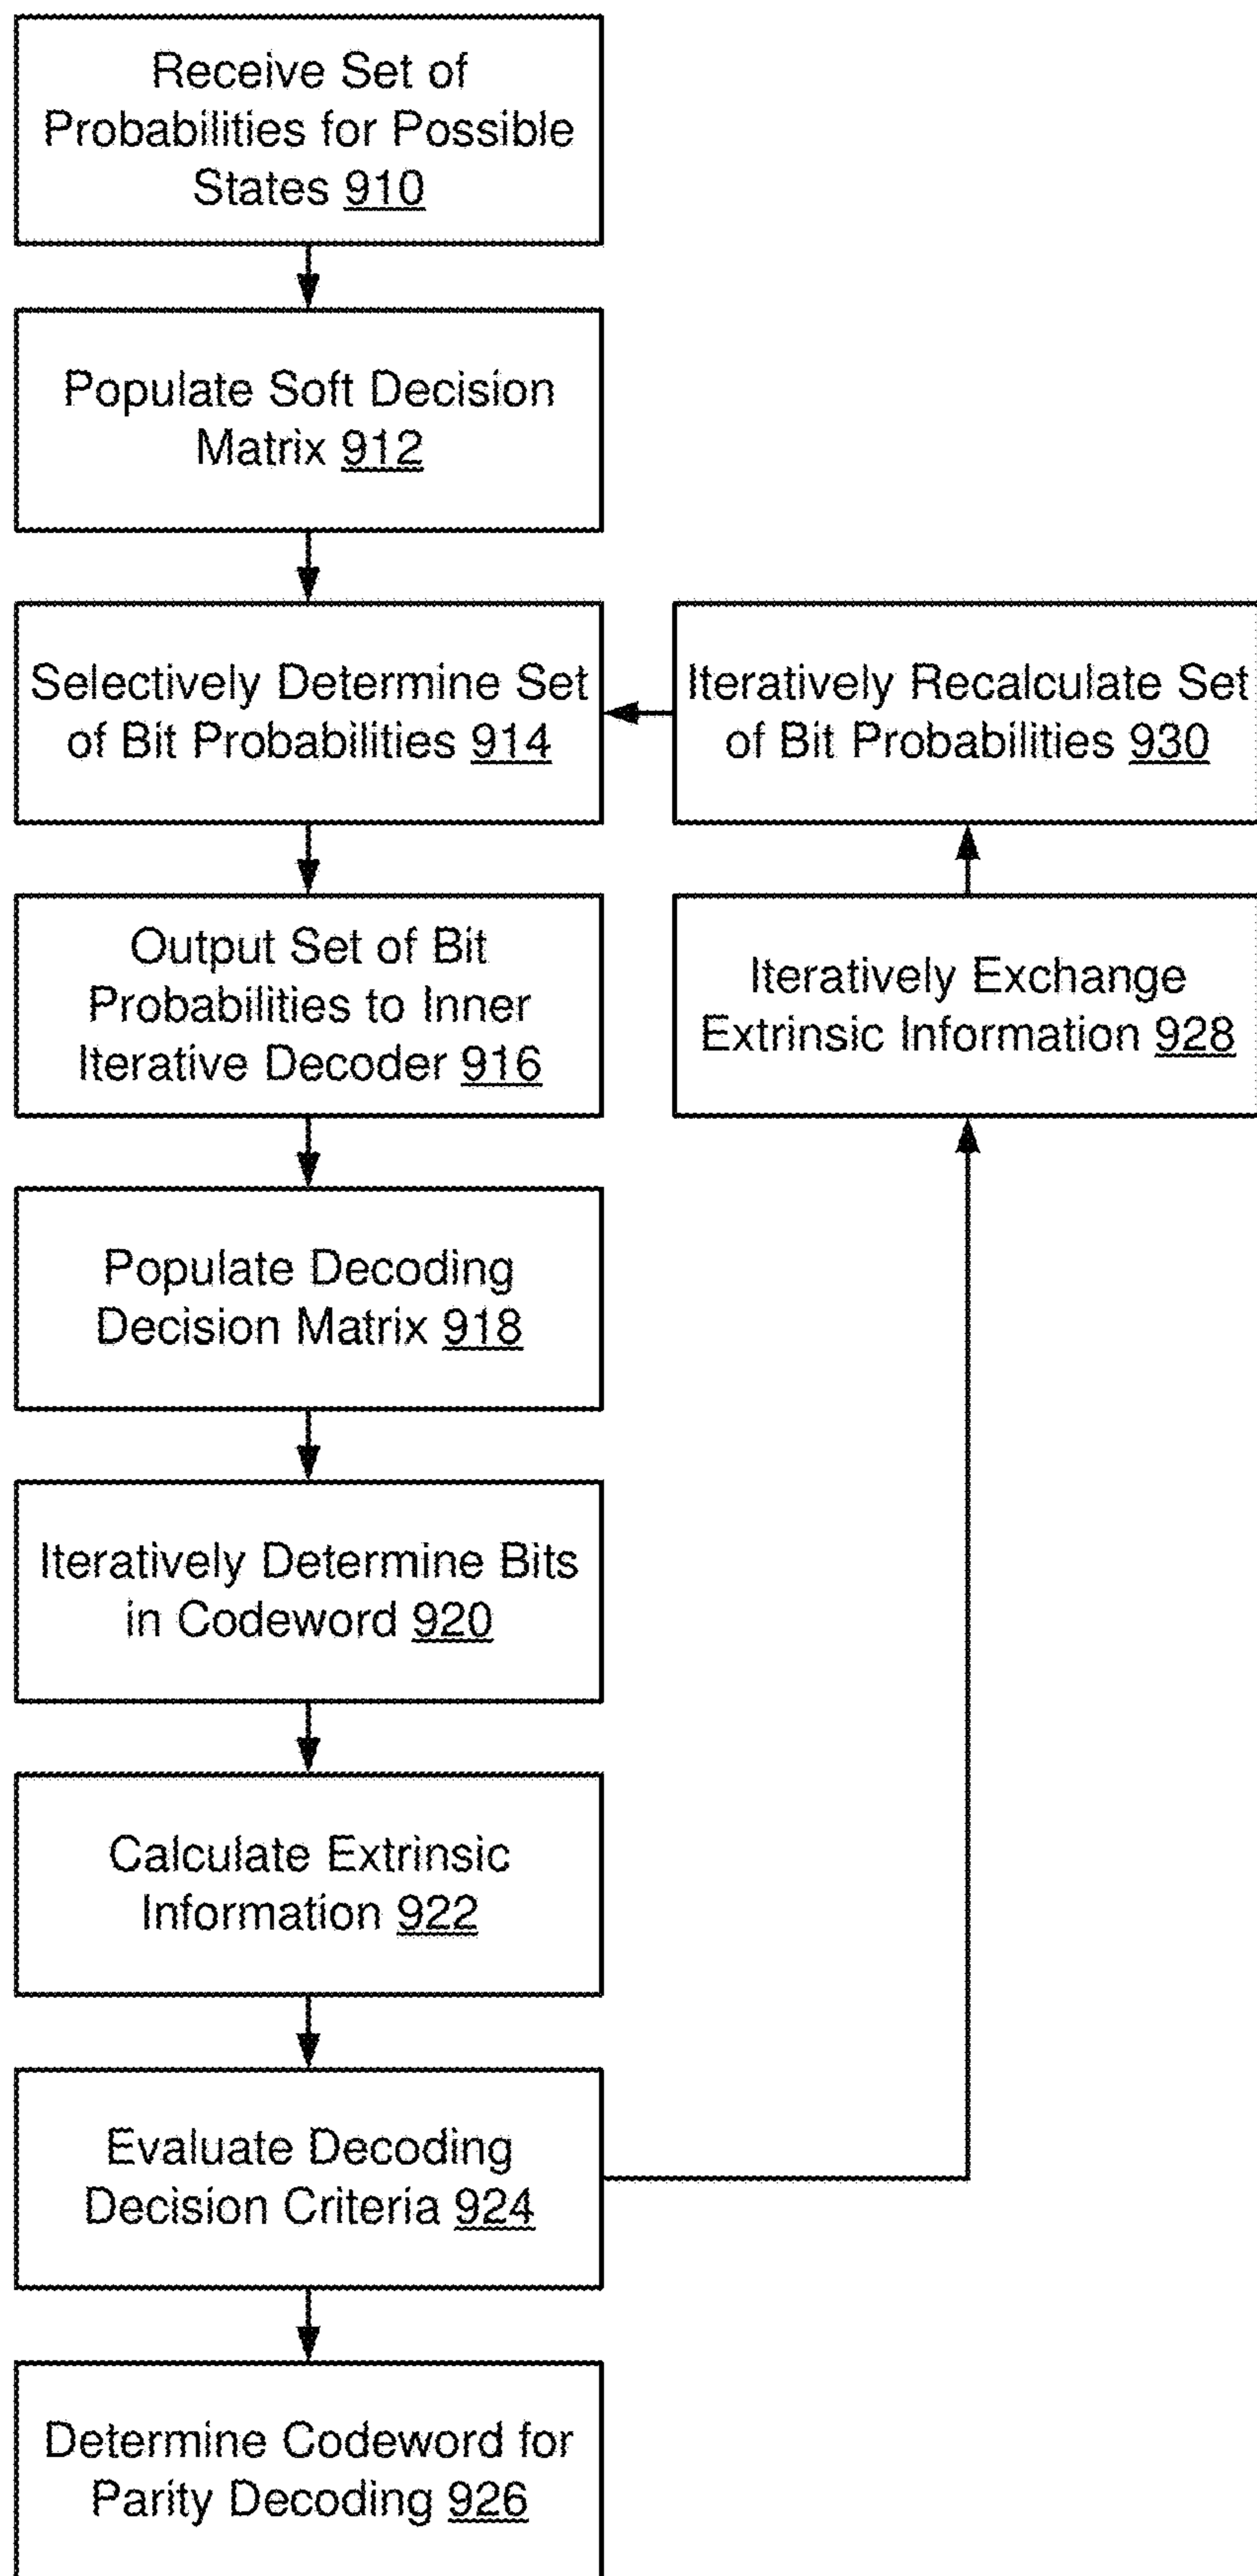 Receive Set of
Probabilities for Possible
States 910
Populate Soft Decision
Matrix 912
Selectively Determine Set
of Bit Probabilities 914
Iteratively Recalculate Set
of Bit Probabilities 930
Output Set of Bit
Probabilities to Inner
Iterative Decoder 916
Iteratively Exchange
Extrinsic Information 928
Populate Decoding
Decision Matrix 918
Iteratively Determine Bits
in Codeword 920
Calculate Extrinsic
Information 922
Evaluate Decoding
Decision Criteria 924
Determine Codeword for
Parity Decoding 926